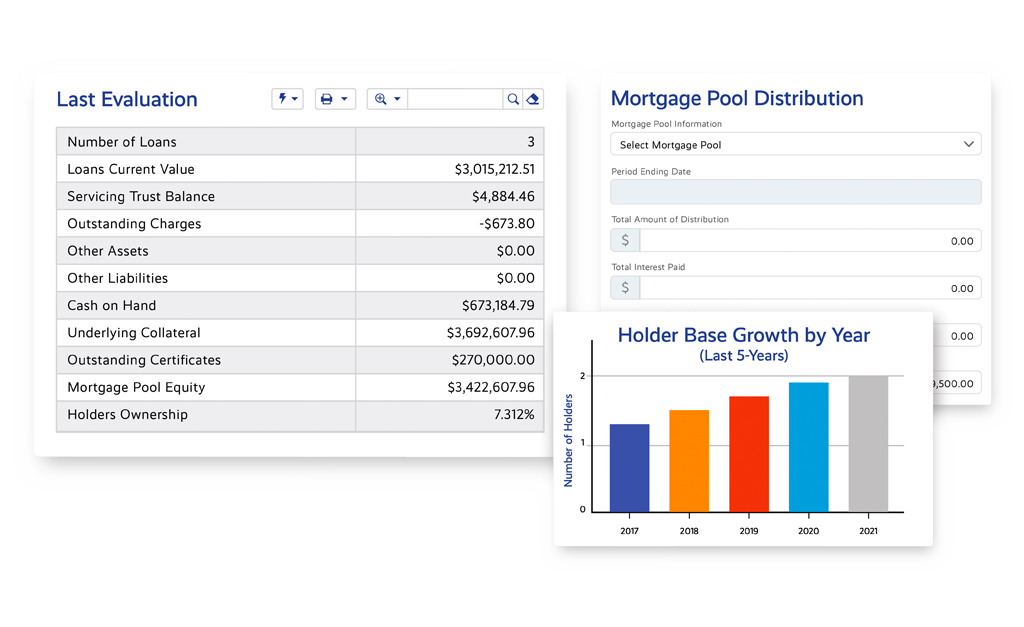 Last Evaluation
Number of Loans 3
Loans Current Value $3,015,212.51
Servicing Trust Balance $4,884.46
Outstanding Charges -$673.80
Other Assets $0.00
Other Liabilities $0.00
Cash on Hand $673,184.79
Underlying Collateral $3,692,607.96
Outstanding Certificates $270,000.00
Mortgage Pool Equity $3,422,607.96
Holders Ownership 7.312%
Mortgage Pool Distribution
Mortgage Pool Information
Select Mortgage Pool
Period Ending Date
Total Amount of Distribution
$ 0.00
Total Interest Paid
$ 0.00
0.00
9,500.00
Holder Base Growth by Year
(Last 5-Years)
Number of Holders
2
1
0
2017 2018 2019 2020 2021